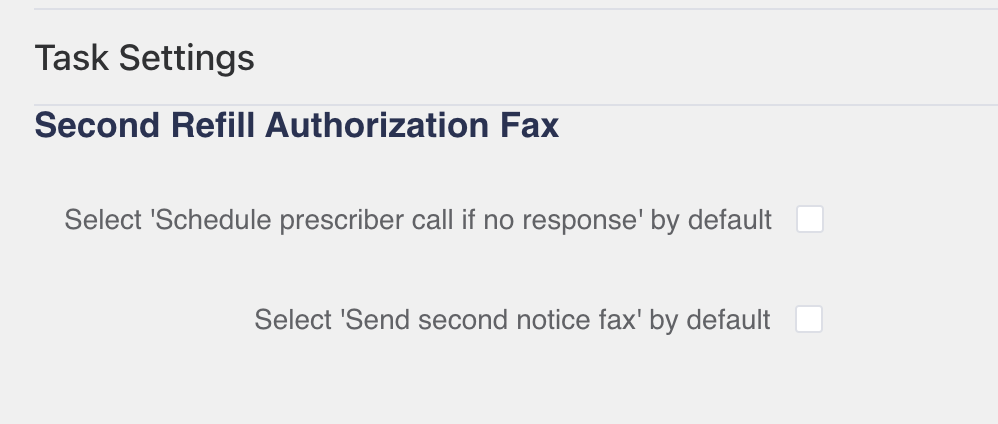 Task Settings
Second Refill Authorization Fax
Select 'Schedule prescriber call if no response' by default
Select 'Send second notice fax' by default